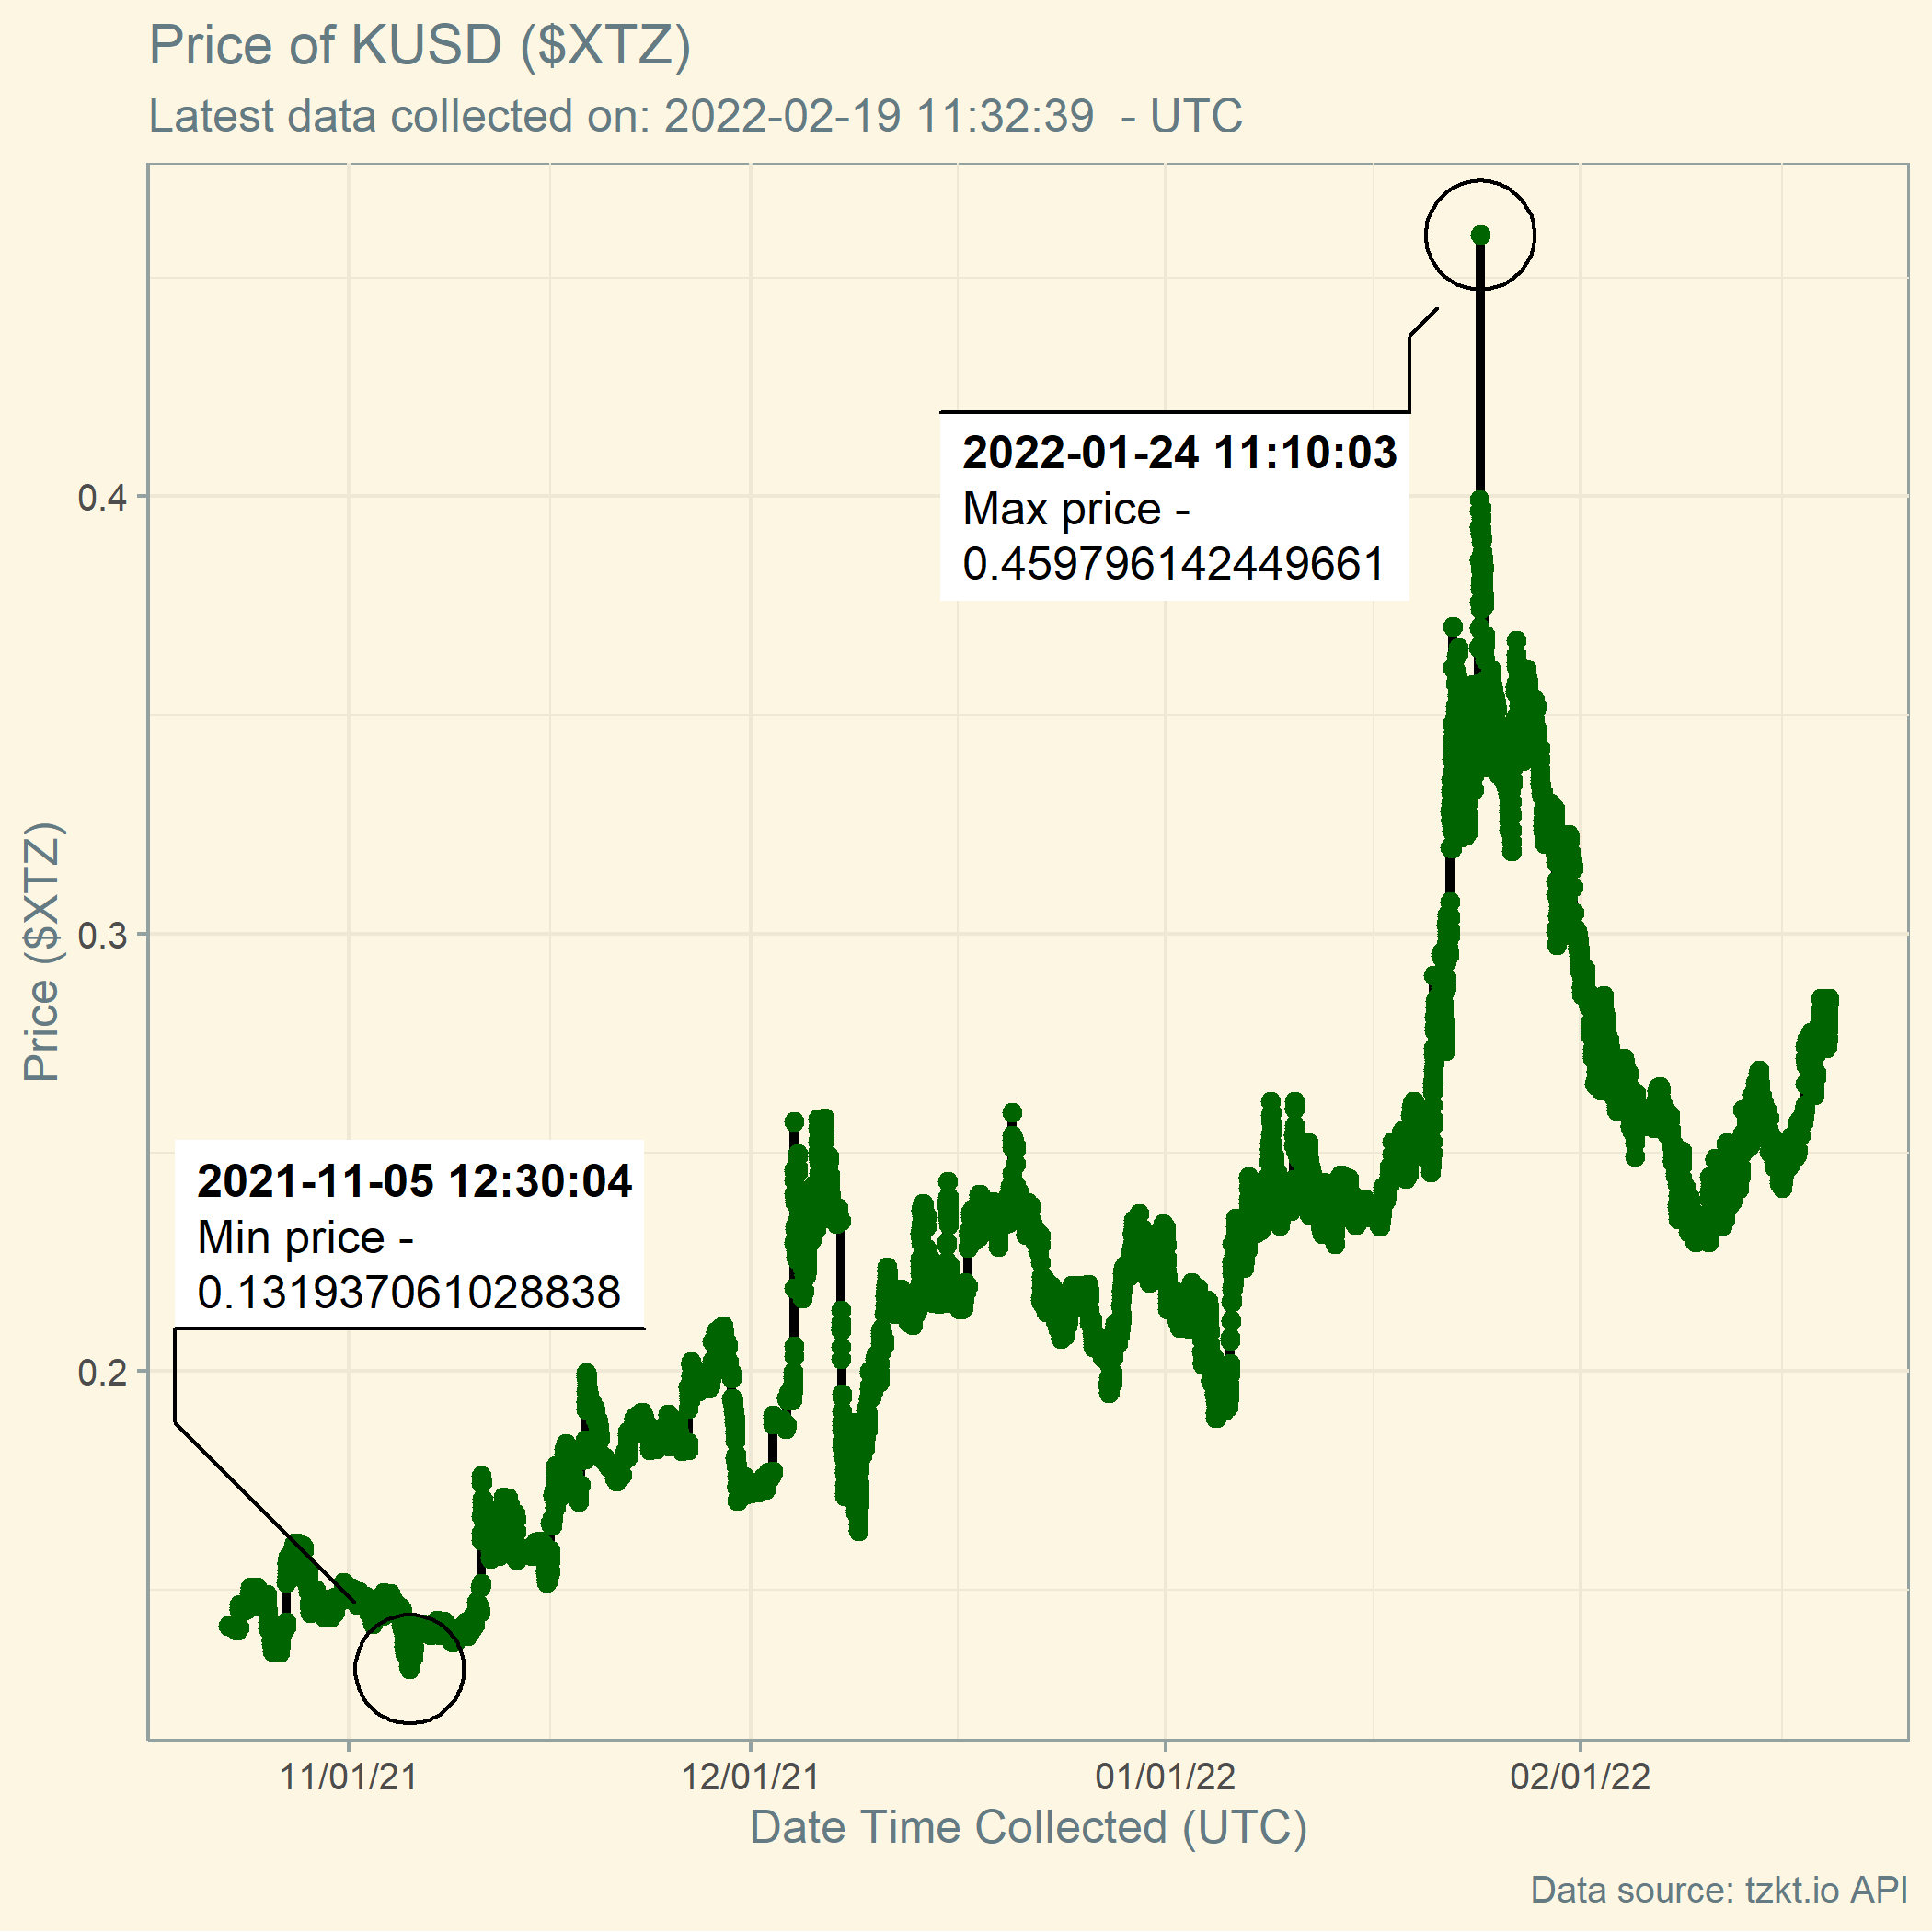 Price of KUSD ($XTZ)
Latest data collected on: 2022-02-19 11:32:39  - UTC
2022-01-24 11:10:03
Max price -
0.459796142449661
0.4
0.3
0.2
Price ($XTZ)
2021-11-05 12:30:04
Min price -
0.131937061028838
11/01/21
12/01/21
01/01/22
02/01/22
Date Time Collected (UTC)
Data source: tzkt.io API